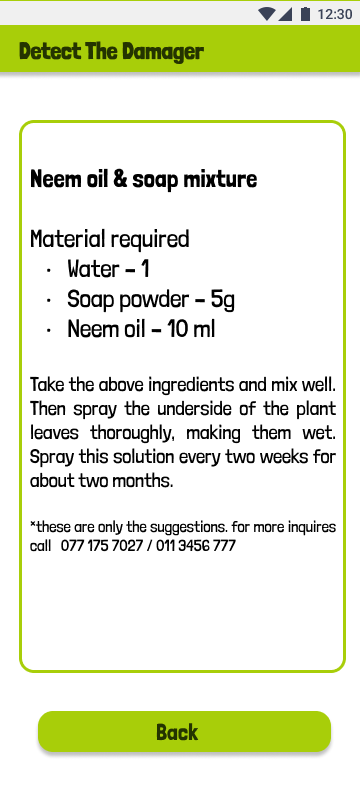 12:30
Detect The Damager
Neem oil & soap mixture
Material required
• Water – 1
• Soap powder – 5g
• Neem oil – 10 ml
Take the above ingredients and mix well.
Then spray the underside of the plant
leaves thoroughly, making them wet.
Spray this solution every two weeks for
about two months.
*these are only the suggestions. for more inquires
call 077 175 7027 / 011 3456 777
Back